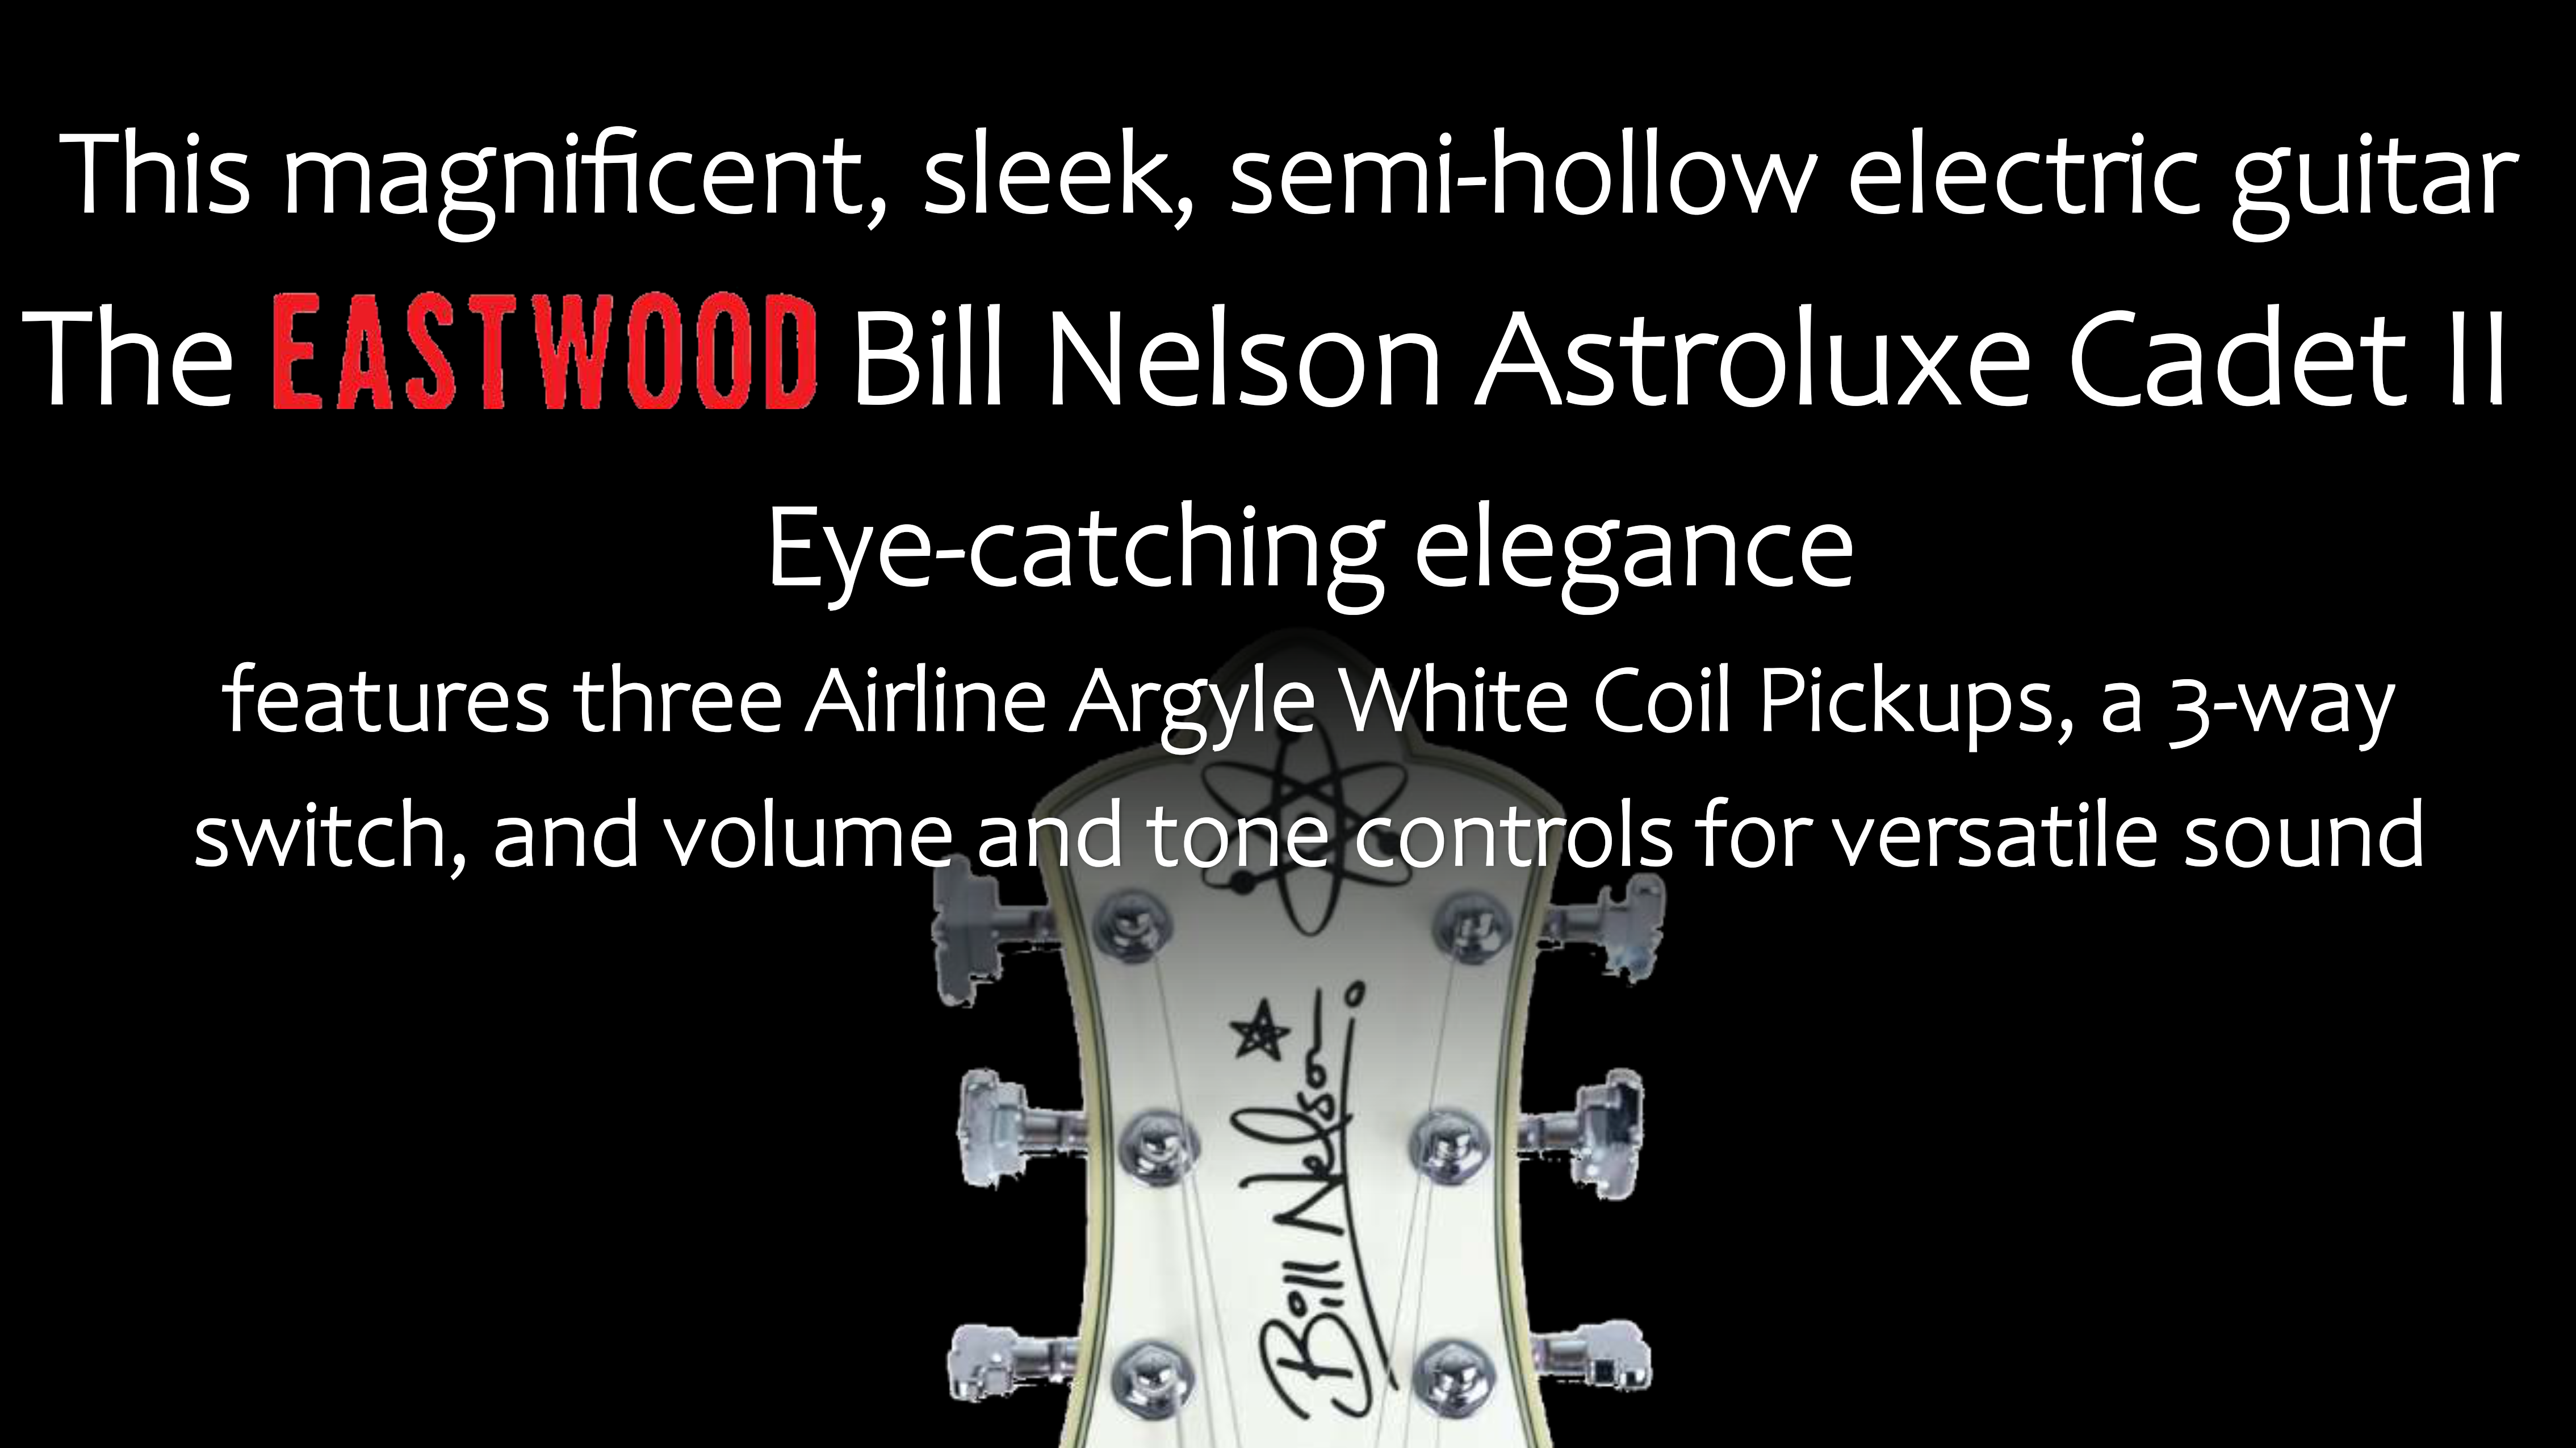 This magnificent, sleek, semi-hollow electric guitar
The EASTWOOD Bill Nelson Astroluxe Cadet II
Eye-catching elegance
features three Airline Argyle White Coil Pickups, a 3-way
switch, and volume and tone controls for versatile sound
Bill Nelson